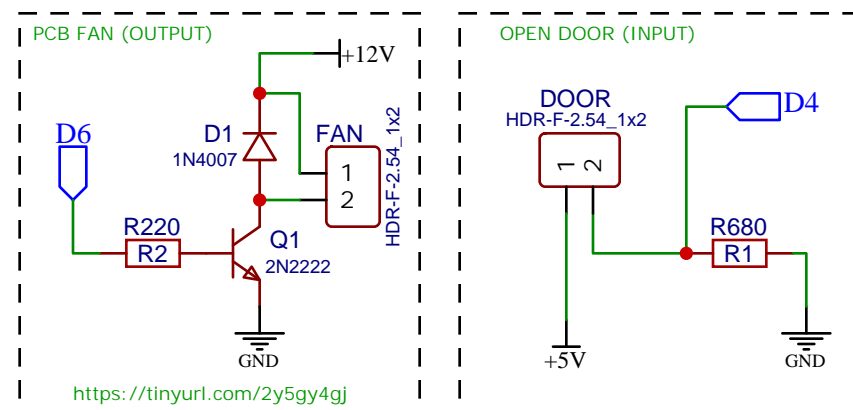 PCB FAN (OUTPUT)
+12V
D6
D1
1N4007
FAN
1
2
HDR-F-2.54_1x2
R220
R2
Q1
2N2222
GND
https://tinyurl.com/2y5gy4gj
OPEN DOOR (INPUT)
DOOR
HDR-F-2.54_1x2
1
2
D4
R680
R1
+5V
GND